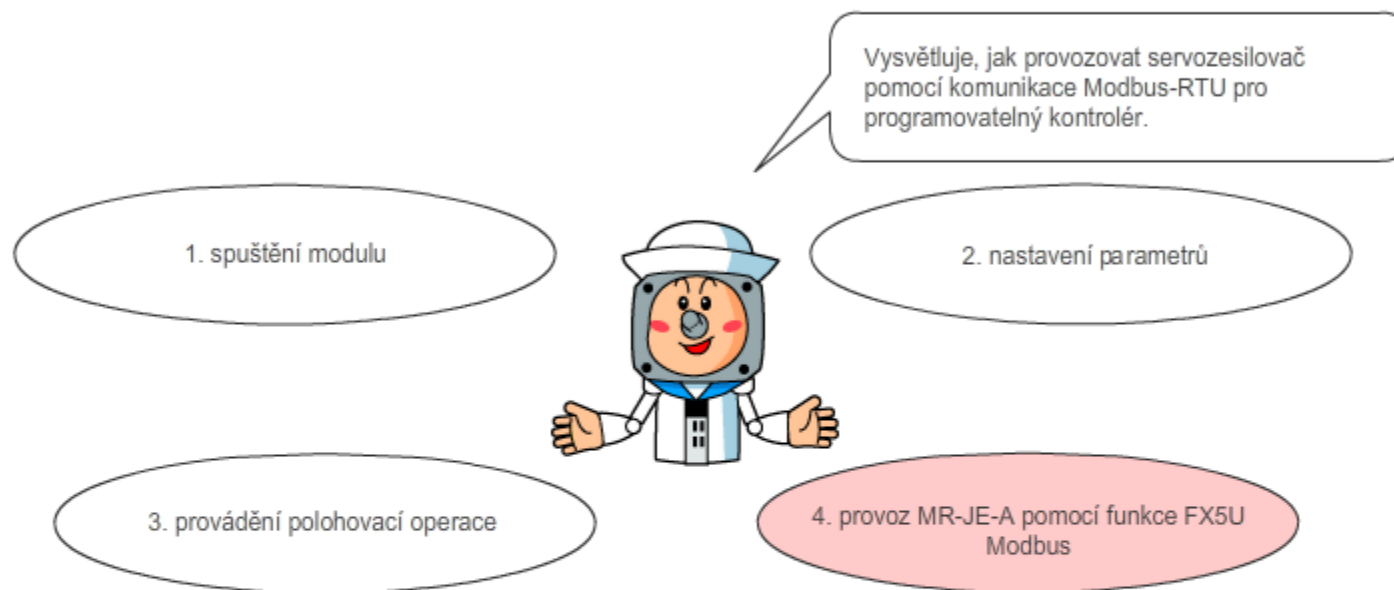 Vysvětluje, jak provozovat servozesilovač
pomocí komunikace Modbus-RTU pro
programovatelný kontrolér.
1. spuštění modulu
2. nastavení parametrů
3. provádění polohovací operace
4. provoz MR-JE-A pomocí funkce FX5U
Modbus